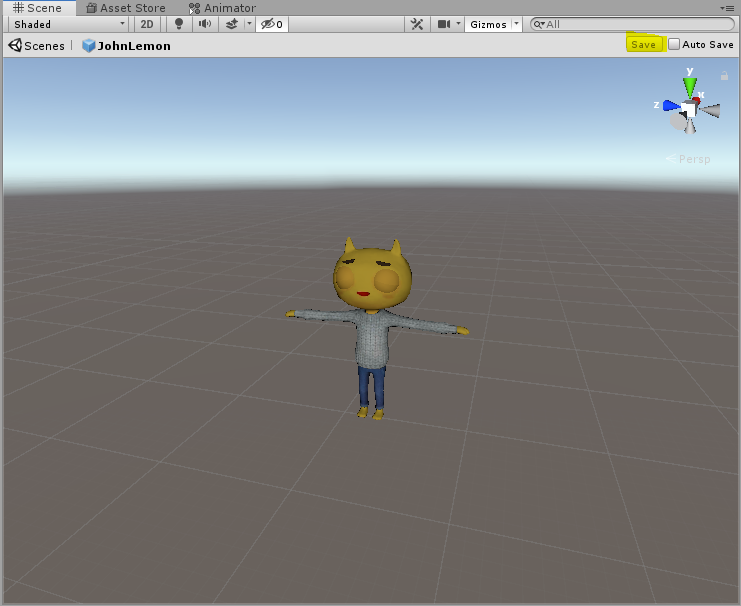 Scene Asset Store Animator
Shaded 2D 0 Gizmos All
Scenes JohnLemon Save Auto Save
y
x
z
Persp